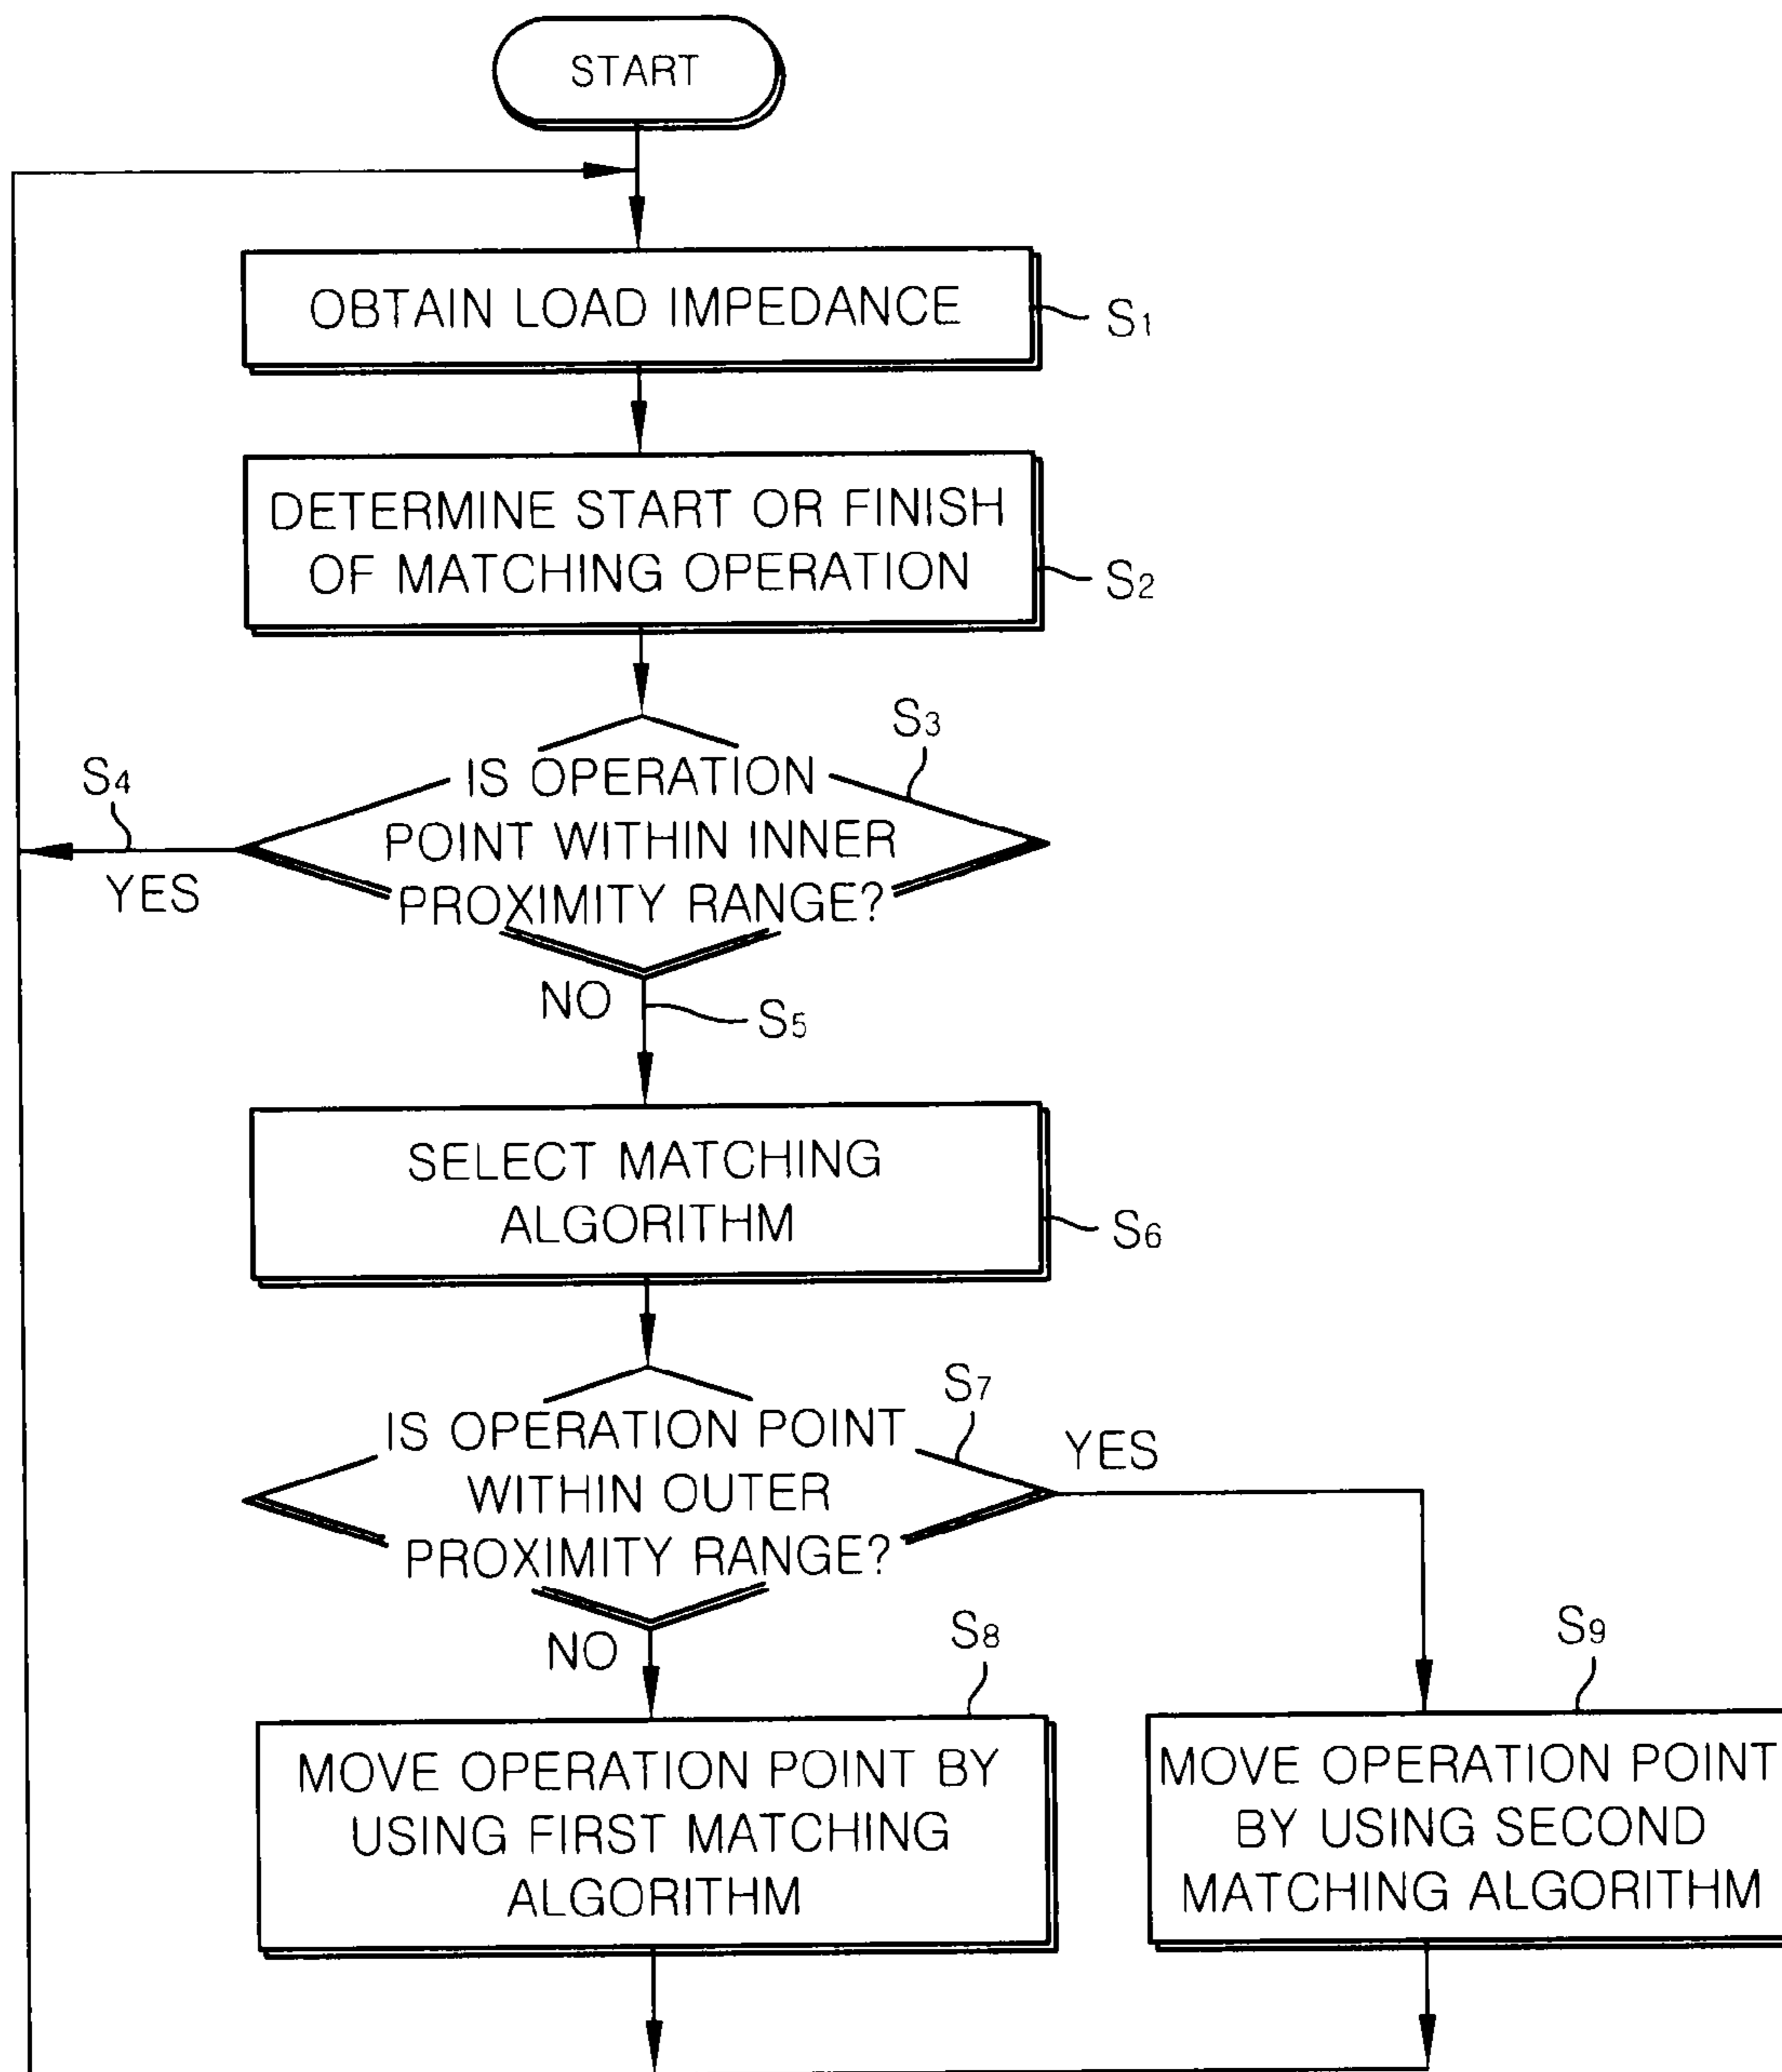 START
OBTAIN LOAD IMPEDANCE
S1
DETERMINE START OR FINISH
OF MATCHING OPERATION
S2
S3
IS OPERATION
POINT WITHIN INNER
PROXIMITY RANGE?
S4
YES
NO
S5
SELECT MATCHING
ALGORITHM
S6
S7
IS OPERATION POINT
WITHIN OUTER
PROXIMITY RANGE?
YES
NO
S8
MOVE OPERATION POINT BY
USING FIRST MATCHING
ALGORITHM
S9
MOVE OPERATION POINT
BY USING SECOND
MATCHING ALGORITHM